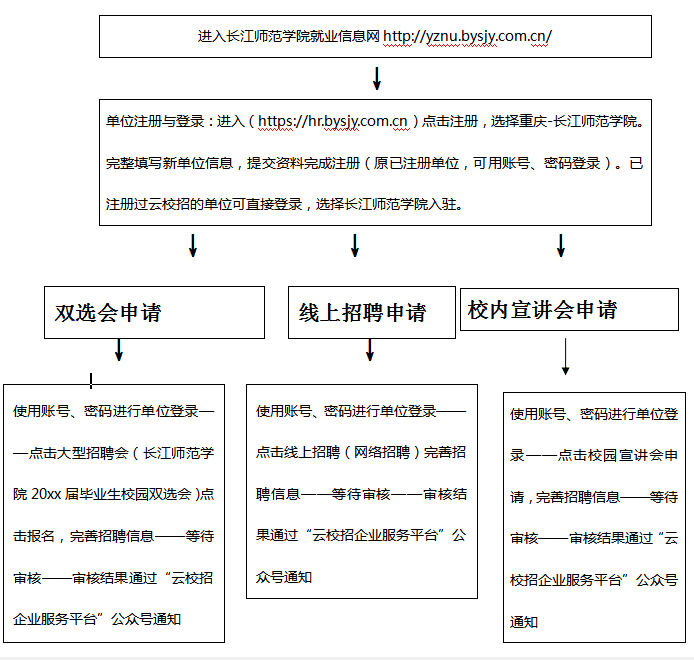 进入长江师范学院就业信息网 http://yznu.bysjy.com.cn/
单位注册与登录：进入（https://hr.bysjy.com.cn）点击注册，选择重庆-长江师范学院。
完整填写新单位信息，提交资料完成注册（原已注册单位，可用账号、密码登录）。已
注册过云校招的单位可直接登录，选择长江师范学院入驻。
双选会申请
线上招聘申请
校内宣讲会申请
使用账号、密码进行单位登录—
—点击大型招聘会（长江师范学
院 20xx 届毕业生校园双选会）点
击报名，完善招聘信息——等待
审核——审核结果通过“云校招
企业服务平台”公众号通知
使用账号、密码进行单位登录——
点击线上招聘（网络招聘）完善招
聘信息——等待审核——审核结
果通过“云校招企业服务平台”公
众号通知
使用账号、密码进行单位登
录——点击校园宣讲会申
请，完善招聘信息——等待
审核——审核结果通过“云
校招企业服务平台”公众号
通知